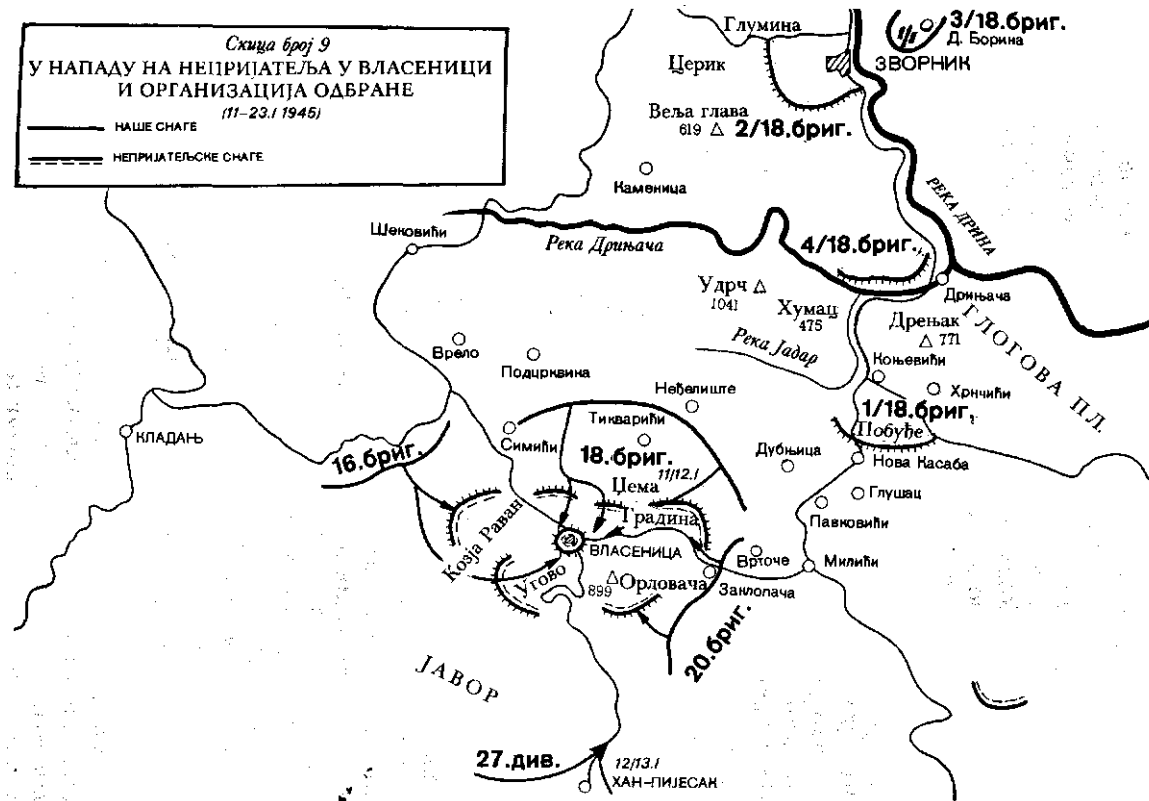 Скица број 9
У НАПАДУ НА НЕПРИЈАТЕЉА У ВЛАСЕНИЦИ
И ОРГАНИЗАЦИЈА ОДБРАНЕ
(11–23.I 1945)
НАШЕ СНАГЕ
НЕПРИЈАТЕЉСКЕ СНАГЕ
Глумина
3/18.бриг.
Д. Борина
Церик
ЗВОРНИК
Веља глава
619
2/18.бриг.
Каменица
РЕКА ДРИНА
Шековићи
Река Дрињача
4/18.бриг.
Удрч
1041
Хумац
475
Дрињача
Дрењак
771
ГЛОГОВА ПЛ.
Река Јадар
Врело
Подцрквина
Коњевићи
Хрнчићи
Неђелиште
1/18.бриг.
Побуђе
КЛАДАЊ
Симићи
Тикварићи
16.бриг.
18.бриг.
11/12.I
Дубњица
Нова Касаба
Цема
Глушац
Градина
Павковићи
Козја Раван
ВЛАСЕНИЦА
Врточе
Милићи
Угово
899
Орловача
Заклопача
20.бриг.
ЈАВОР
27.див.
12/13.I
ХАН-ПИЈЕСАК